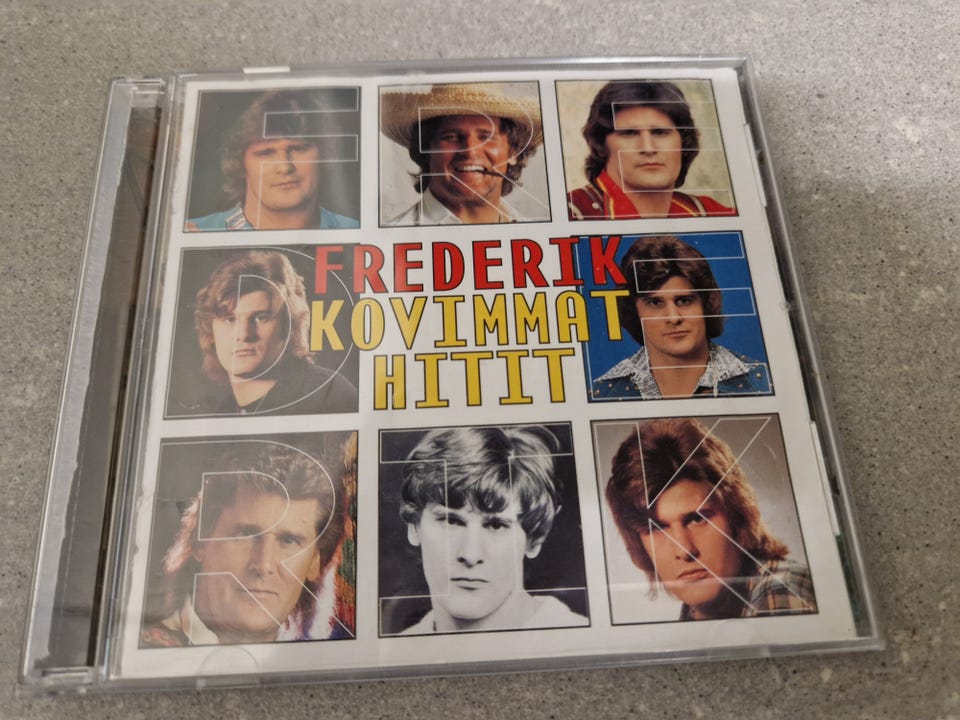 F R E
FREDERIK
KOVIMMAT
HITIT
D E
R I K